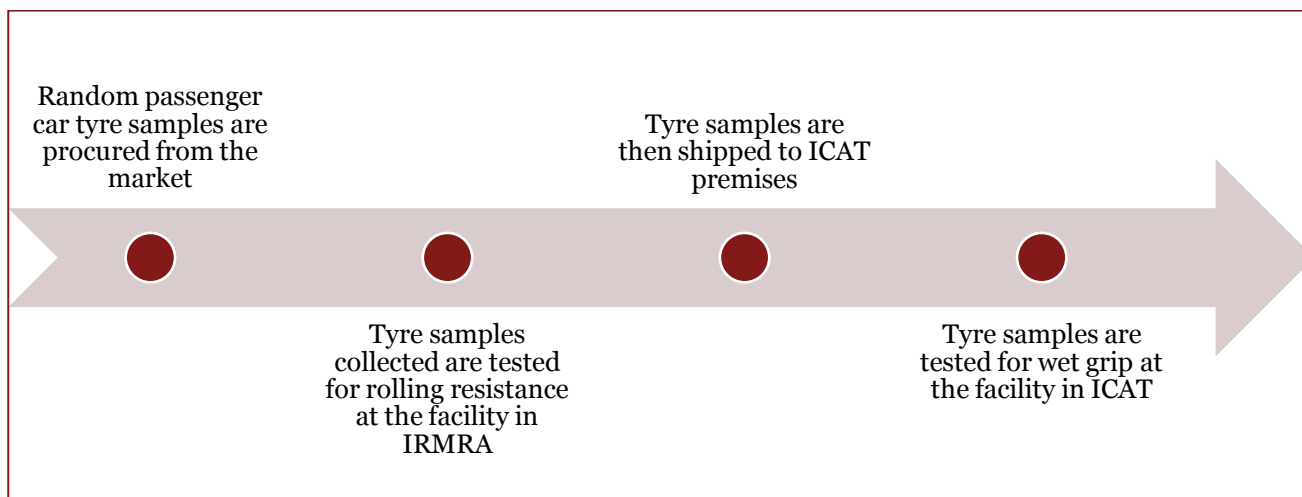 Random passenger
car tyre samples are
procured from the
market
Tyre samples
collected are tested
for rolling resistance
at the facility in
IRMRA
Tyre samples are
then shipped to ICAT
premises
Tyre samples are
tested for wet grip at
the facility in ICAT